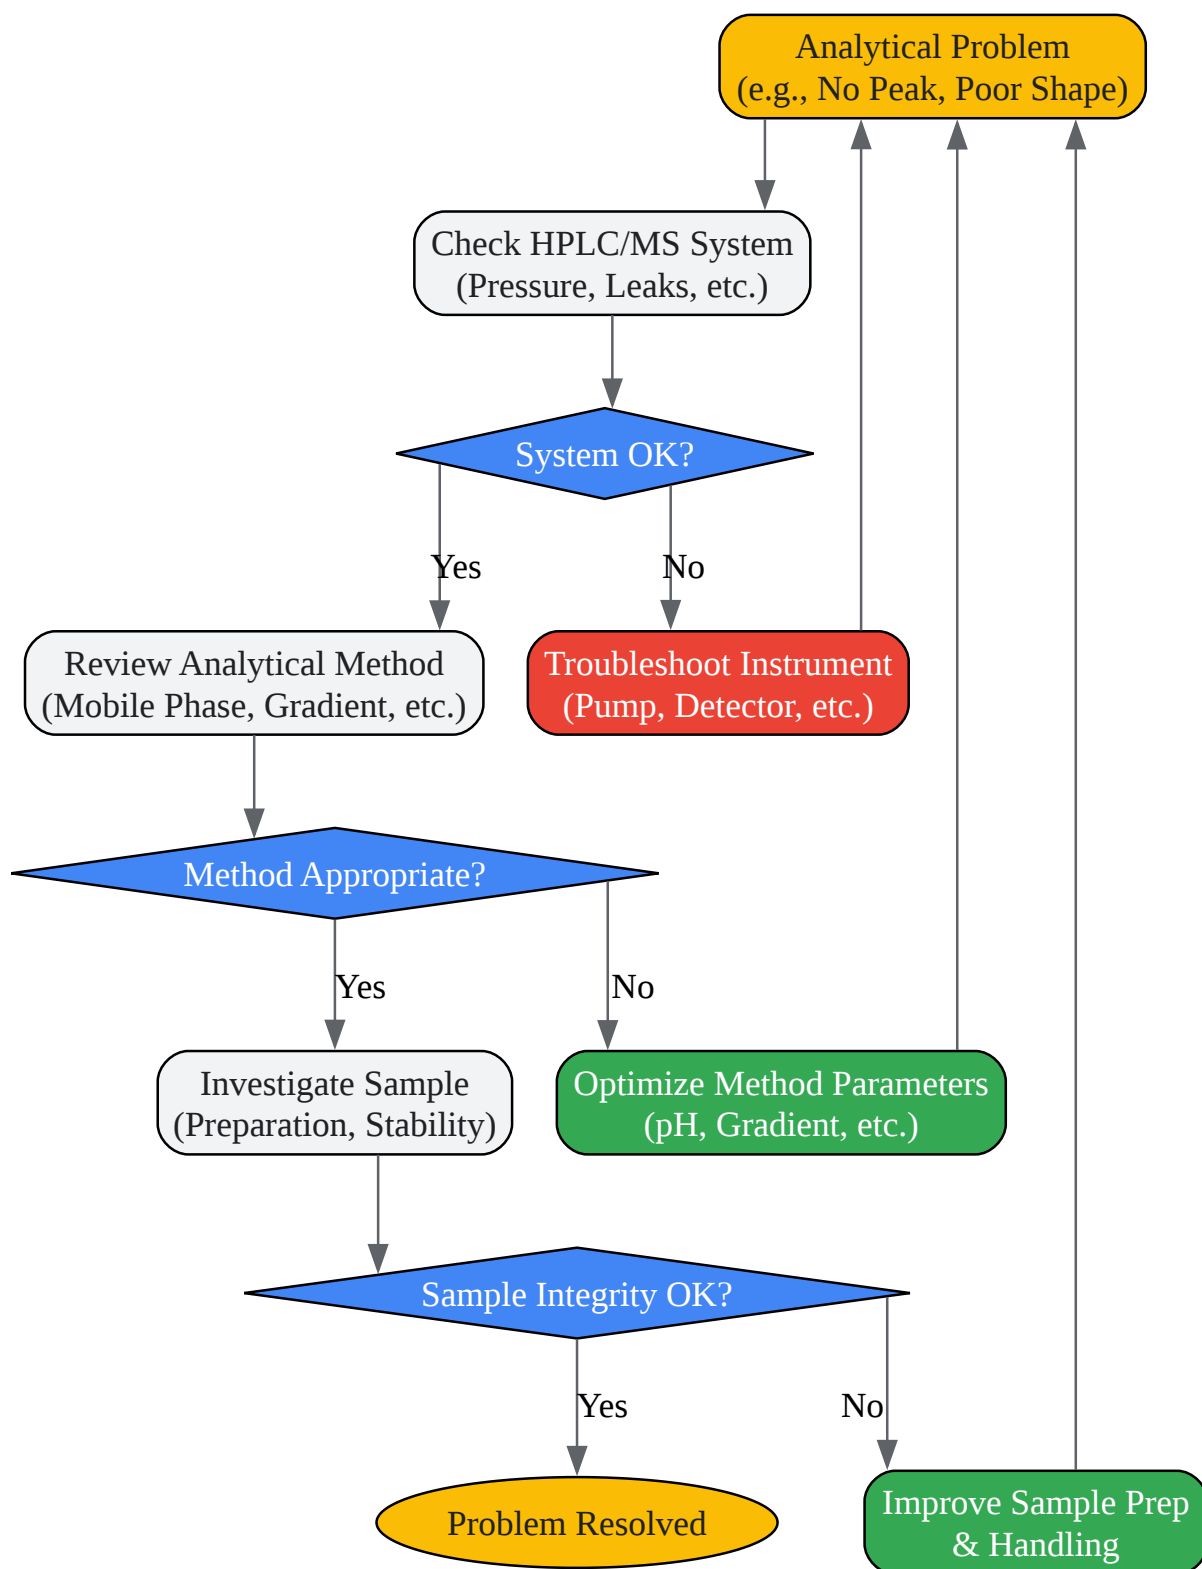 Analytical Problem
(e.g., No Peak, Poor Shape)
Check HPLC/MS System
(Pressure, Leaks, etc.)
System OK?
Yes
No
Review Analytical Method
(Mobile Phase, Gradient, etc.)
Troubleshoot Instrument
(Pump, Detector, etc.)
Method Appropriate?
Yes
No
Investigate Sample
(Preparation, Stability)
Optimize Method Parameters
(pH, Gradient, etc.)
Sample Integrity OK?
Yes
No
Problem Resolved
Improve Sample Prep
& Handling